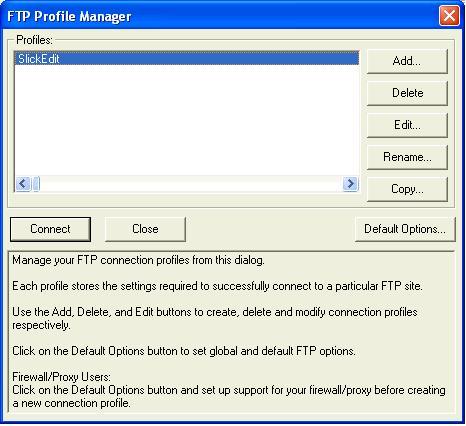 FTP Profile Manager
Profiles:
SlickEdit
Add...
Delete
Edit...
Rename...
Copy...
Connect
Close
Default Options...
Manage your FTP connection profiles from this dialog.
Each profile stores the settings required to successfully connect to a particular FTP site.
Use the Add, Delete, and Edit buttons to create, delete and modify connection profiles
respectively.
Click on the Default Options button to set global and default FTP options.
Firewall/Proxy Users:
Click on the Default Options button and set up support for your firewall/proxy before creating
a new connection profile.